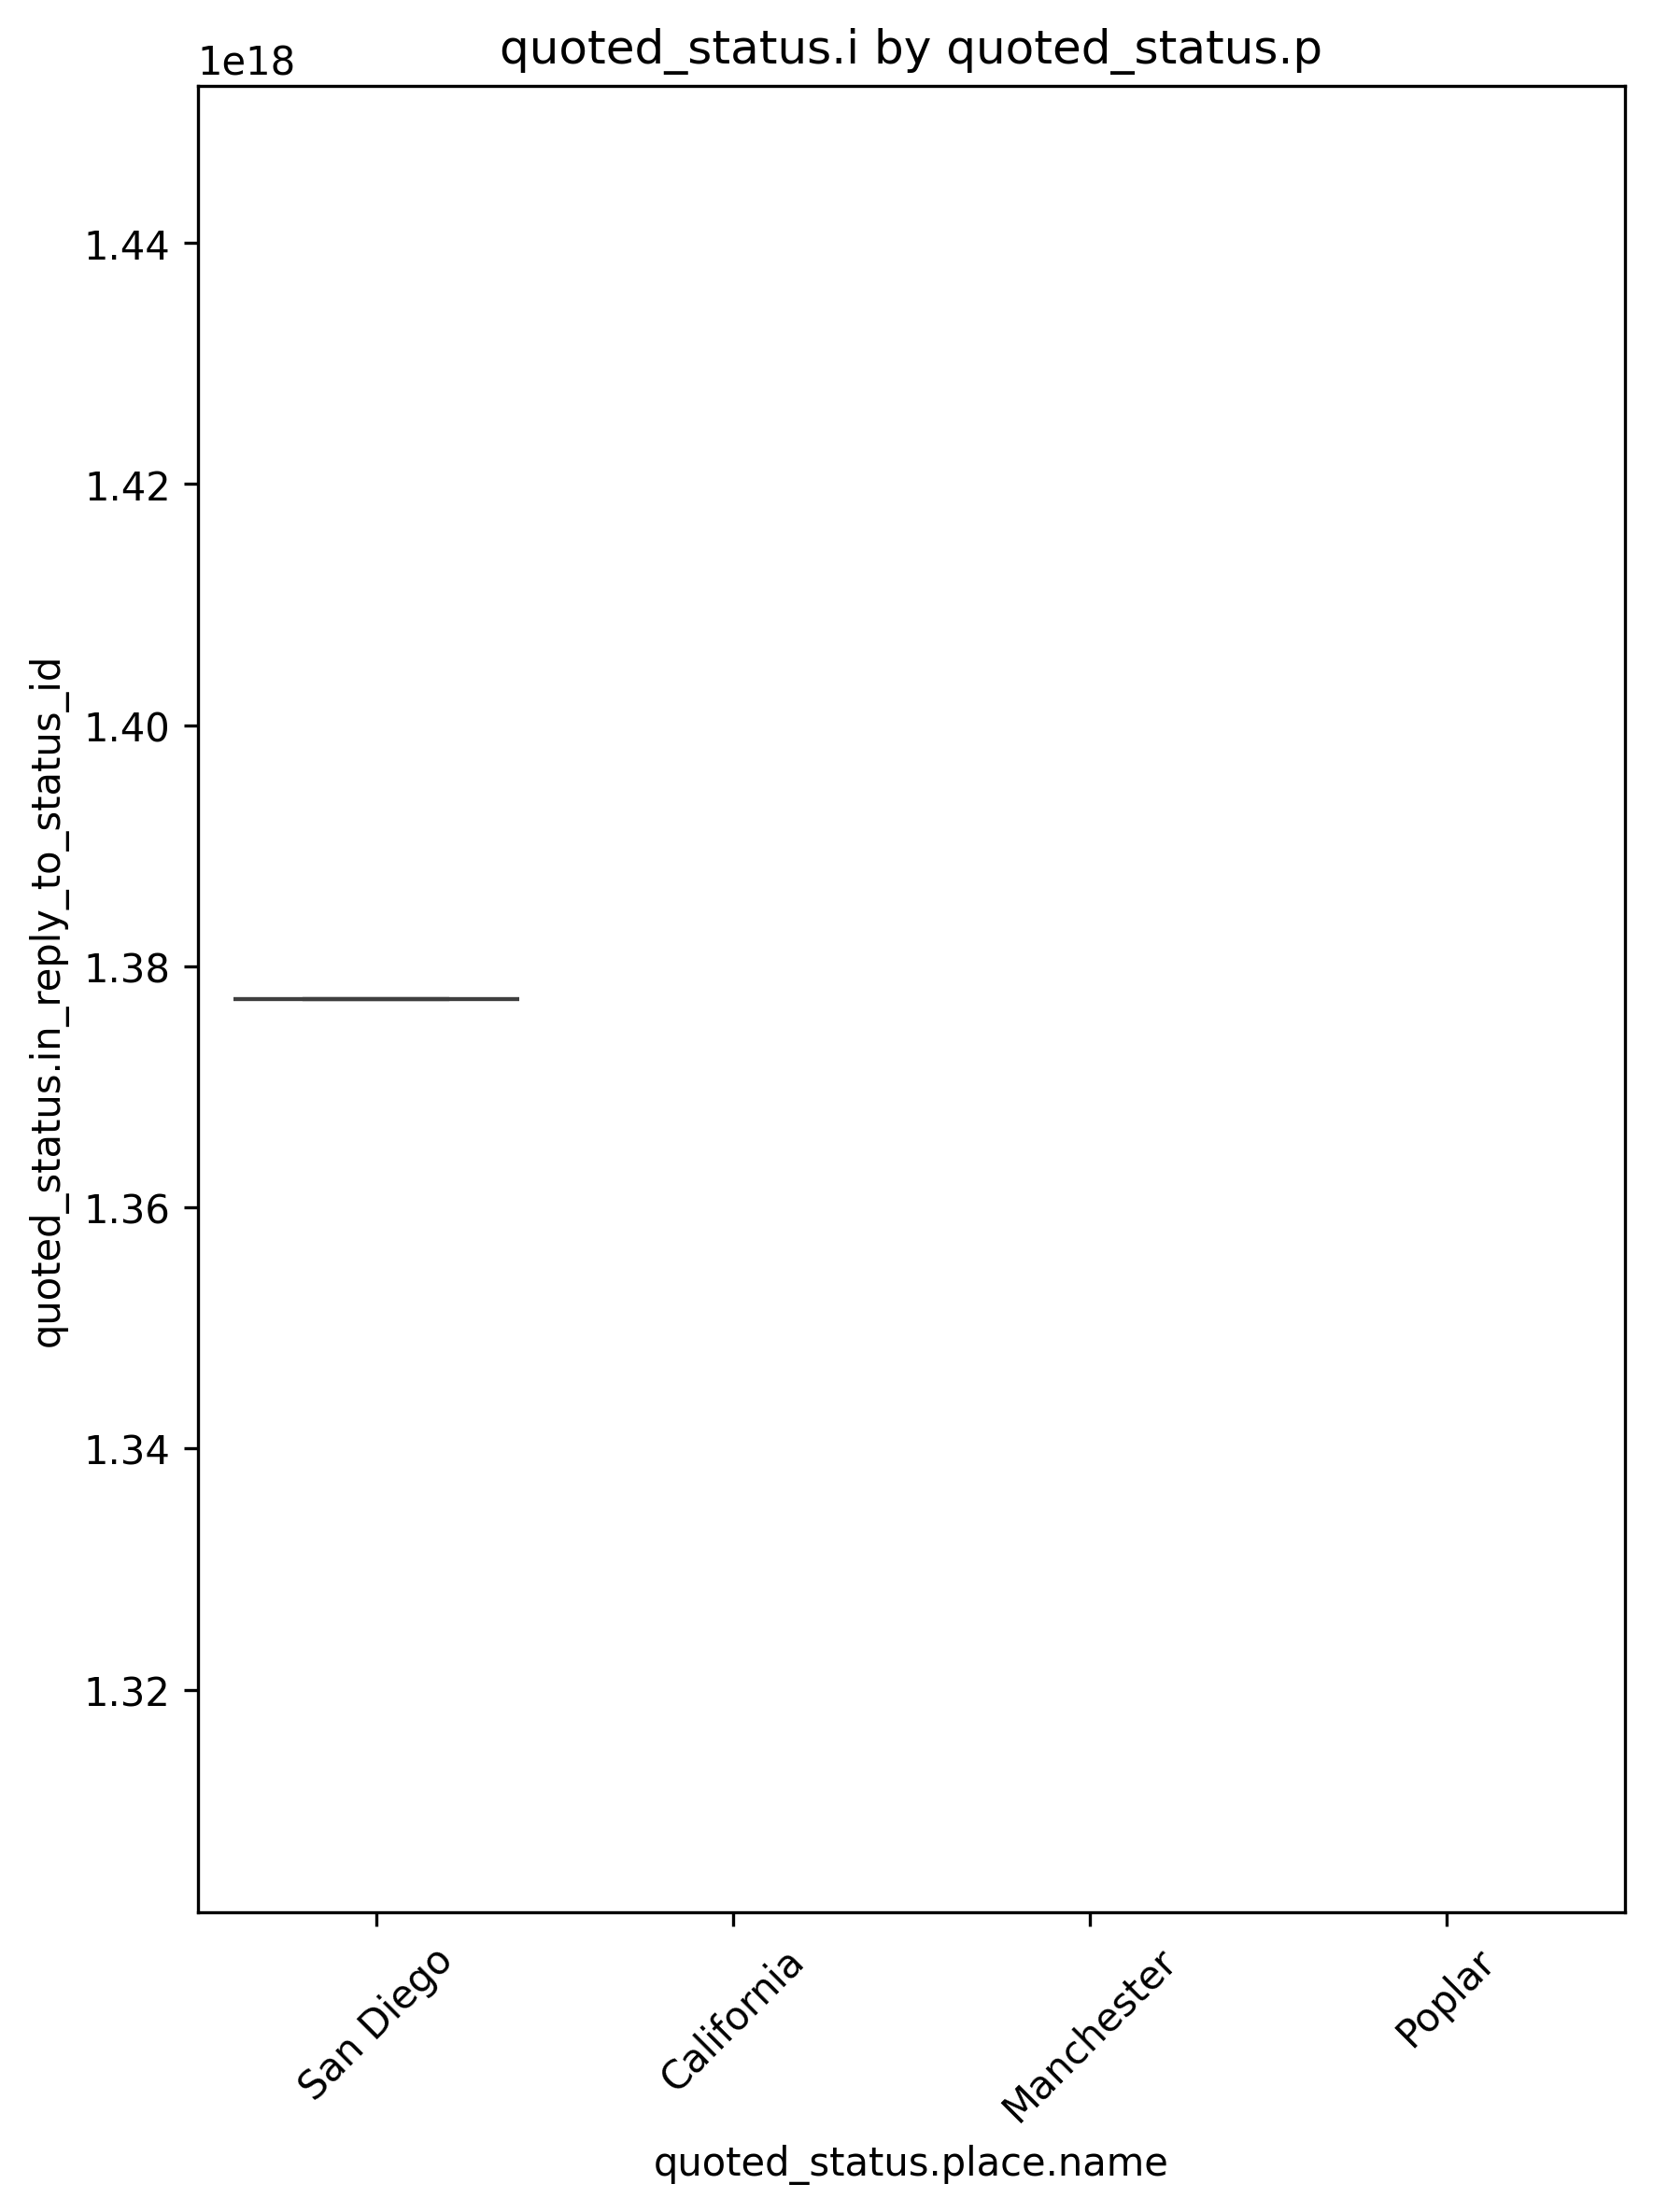 quoted_status.i by quoted_status.p
1e18
1.44
1.42
1.40
1.38
1.36
1.34
1.32
quoted_status.in_reply_to_status_id
San Diego
California
Manchester
Poplar
quoted_status.place.name